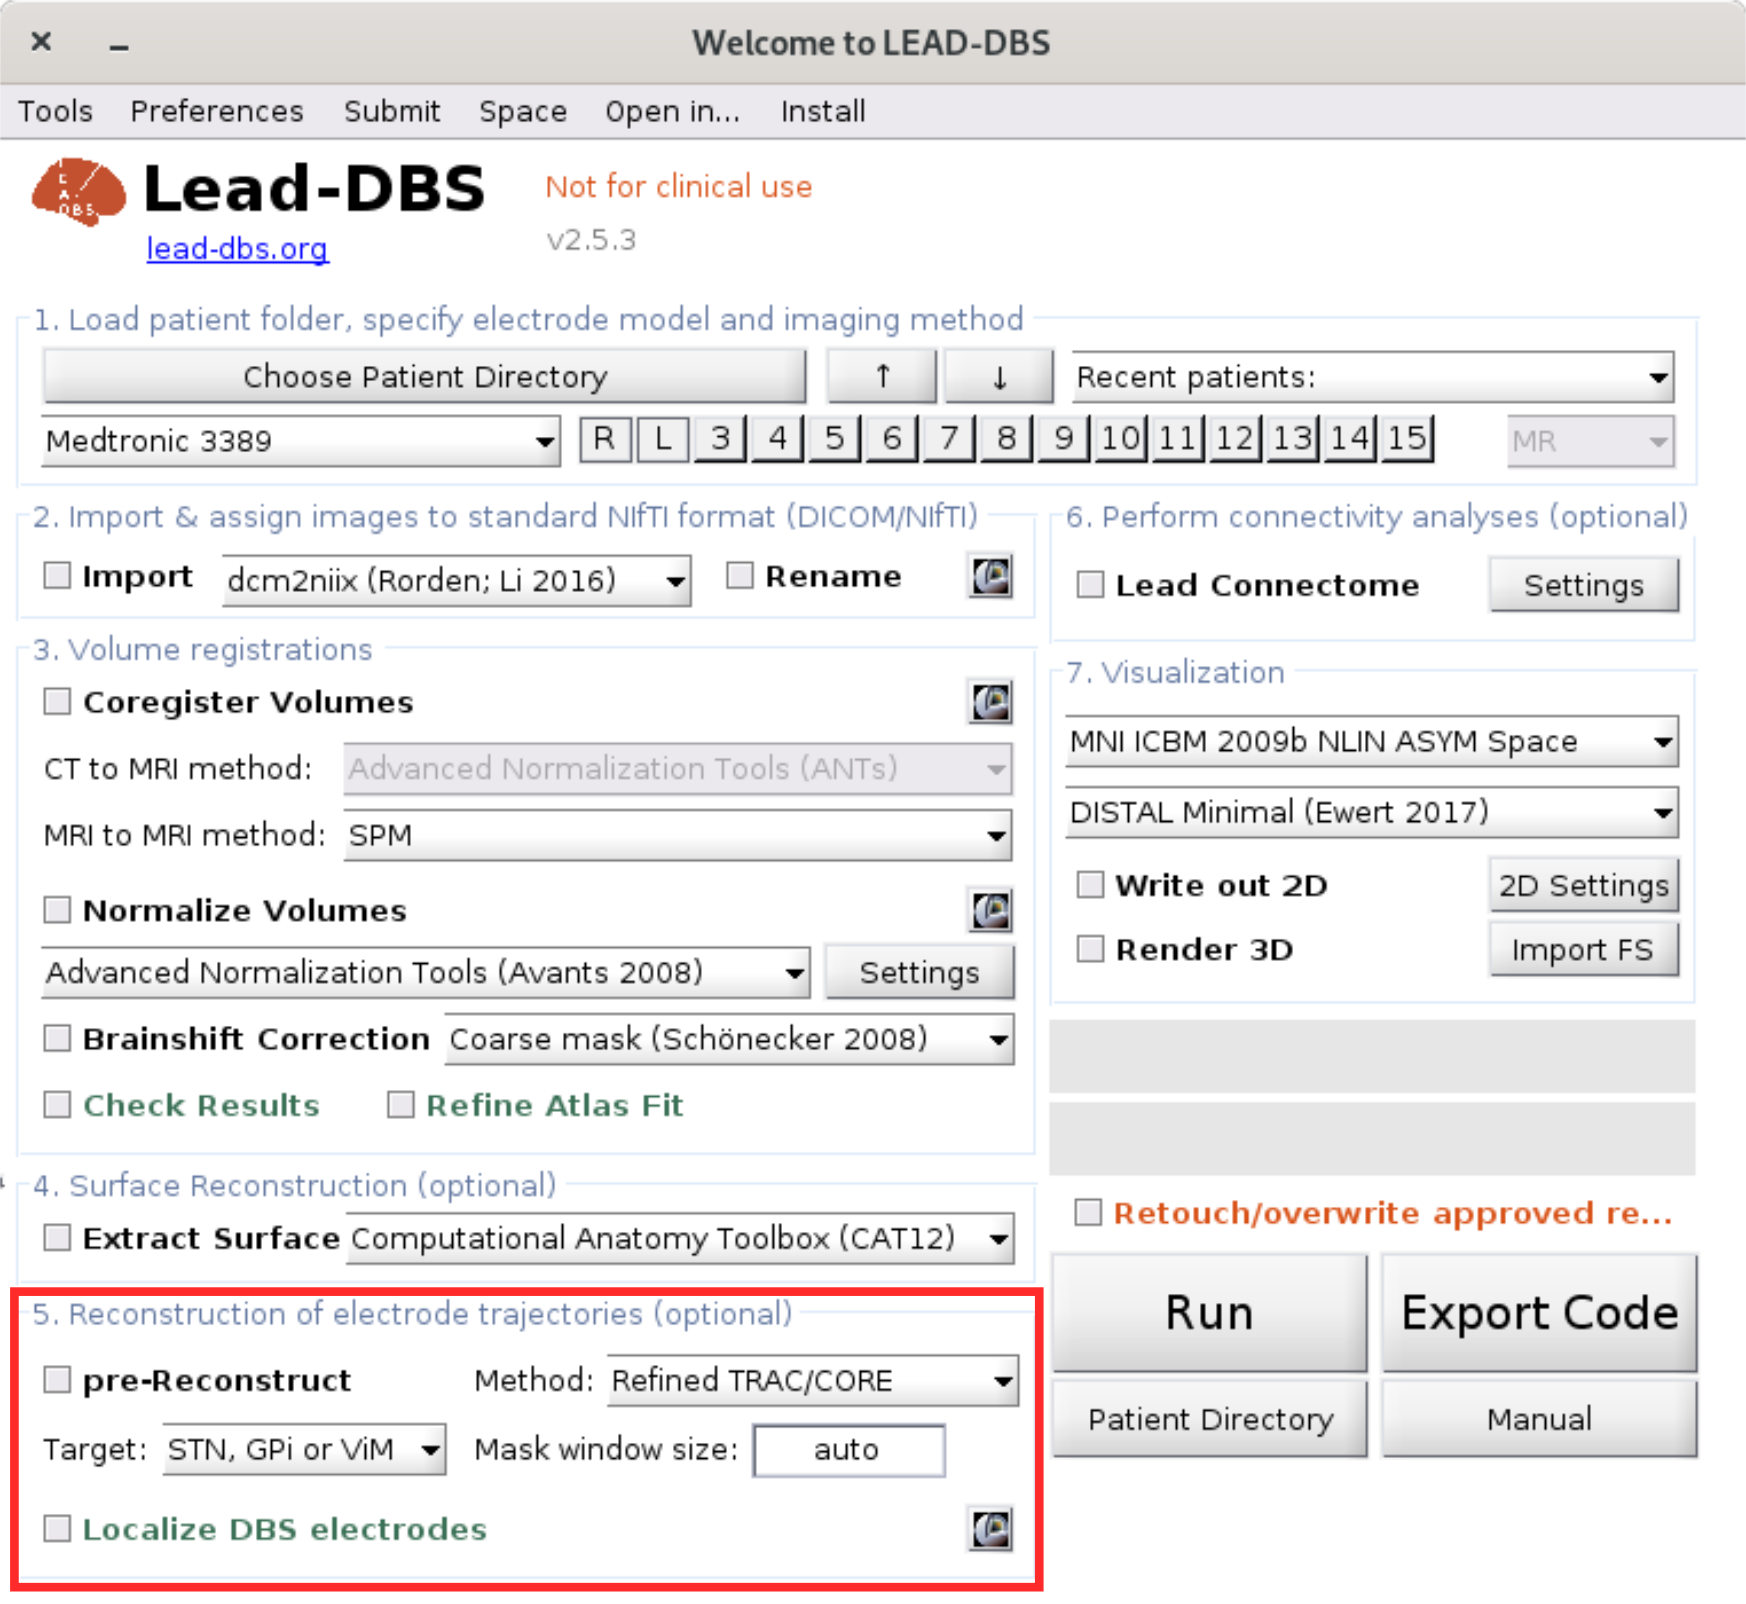 Welcome to LEAD-DBS
Tools Preferences Submit Space Open in... Install
Lead-DBS
Not for clinical use
lead-dbs.org
v2.5.3
1. Load patient folder, specify electrode model and imaging method
Choose Patient Directory ↑ ↓ Recent patients:
Medtronic 3389 R L 3 4 5 6 7 8 9 10 11 12 13 14 15 MR
2. Import & assign images to standard NIfTI format (DICOM/NIfTI)
Import dcm2niix (Rorden; Li 2016) Rename
3. Volume registrations
Coregister Volumes
CT to MRI method: Advanced Normalization Tools (ANTs)
MRI to MRI method: SPM
Normalize Volumes
Advanced Normalization Tools (Avants 2008) Settings
Brainshift Correction Coarse mask (Schönecker 2008)
Check Results Refine Atlas Fit
4. Surface Reconstruction (optional)
Extract Surface Computational Anatomy Toolbox (CAT12)
5. Reconstruction of electrode trajectories (optional)
pre-Reconstruct Method: Refined TRAC/CORE
Target: STN, GPi or ViM Mask window size: auto
Localize DBS electrodes
6. Perform connectivity analyses (optional)
Lead Connectome Settings
7. Visualization
MNI ICBM 2009b NLIN ASYM Space
DISTAL Minimal (Ewert 2017)
Write out 2D 2D Settings
Render 3D Import FS
Retouch/overwrite approved re...
Run Export Code
Patient Directory Manual